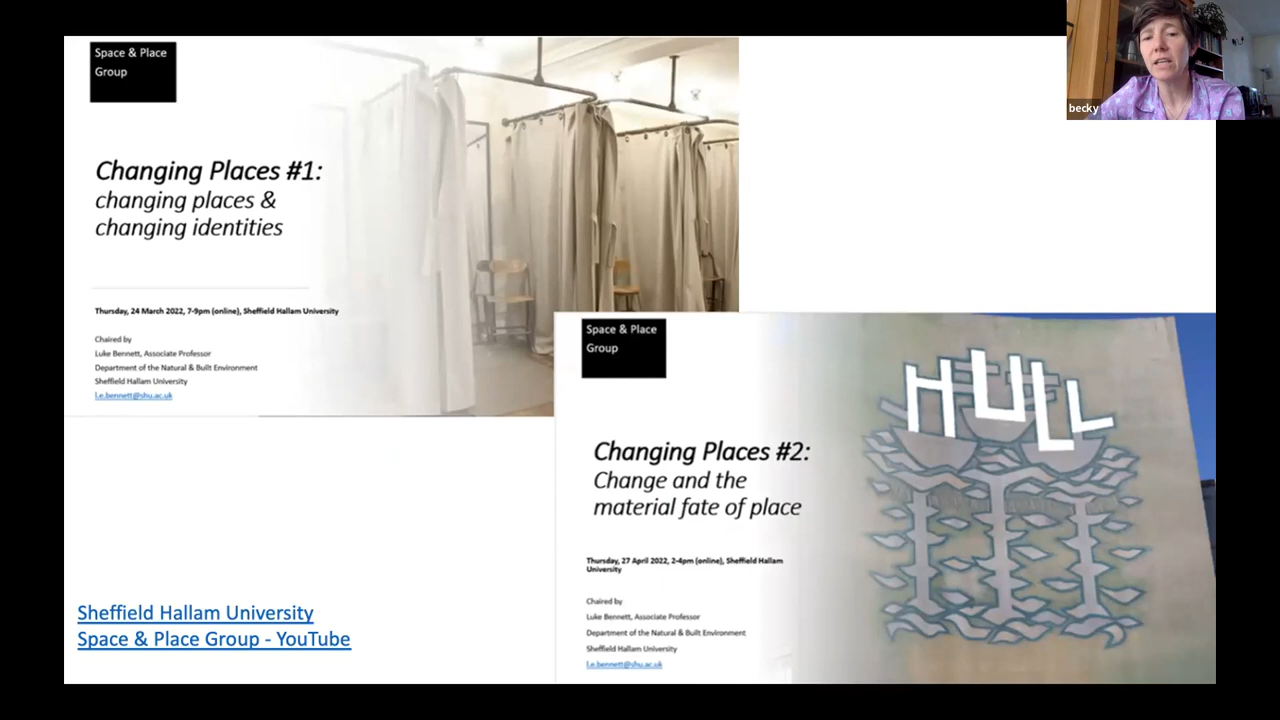 becky
Space & Place
Group
Changing Places #1:
changing places &
changing identities
Thursday, 24 March 2022, 7-9pm (online), Sheffield Hallam University
Chaired by
Luke Bennett, Associate Professor
Department of the Natural & Built Environment
Sheffield Hallam University
l.e.bennett@shu.ac.uk
Space & Place
Group
HULL
Changing Places #2:
Change and the
material fate of place
Thursday, 27 April 2022, 2-4pm (online), Sheffield Hallam
University
Chaired by
Luke Bennett, Associate Professor
Department of the Natural & Built Environment
Sheffield Hallam University
l.e.bennett@shu.ac.uk
Sheffield Hallam University
Space & Place Group - YouTube